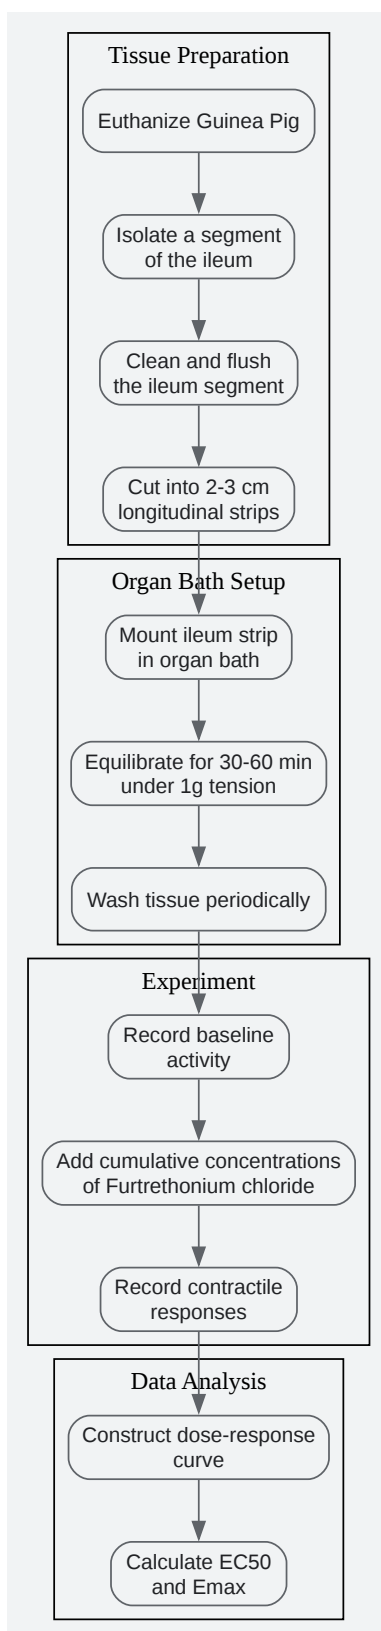 Tissue Preparation
Euthanize Guinea Pig
Isolate a segment
of the ileum
Clean and flush
the ileum segment
Cut into 2-3 cm
longitudinal strips
Organ Bath Setup
Mount ileum strip
in organ bath
Equilibrate for 30-60 min
under 1g tension
Wash tissue periodically
Experiment
Record baseline
activity
Add cumulative concentrations
of Furtrethonium chloride
Record contractile
responses
Data Analysis
Construct dose-response
curve
Calculate EC50
and Emax